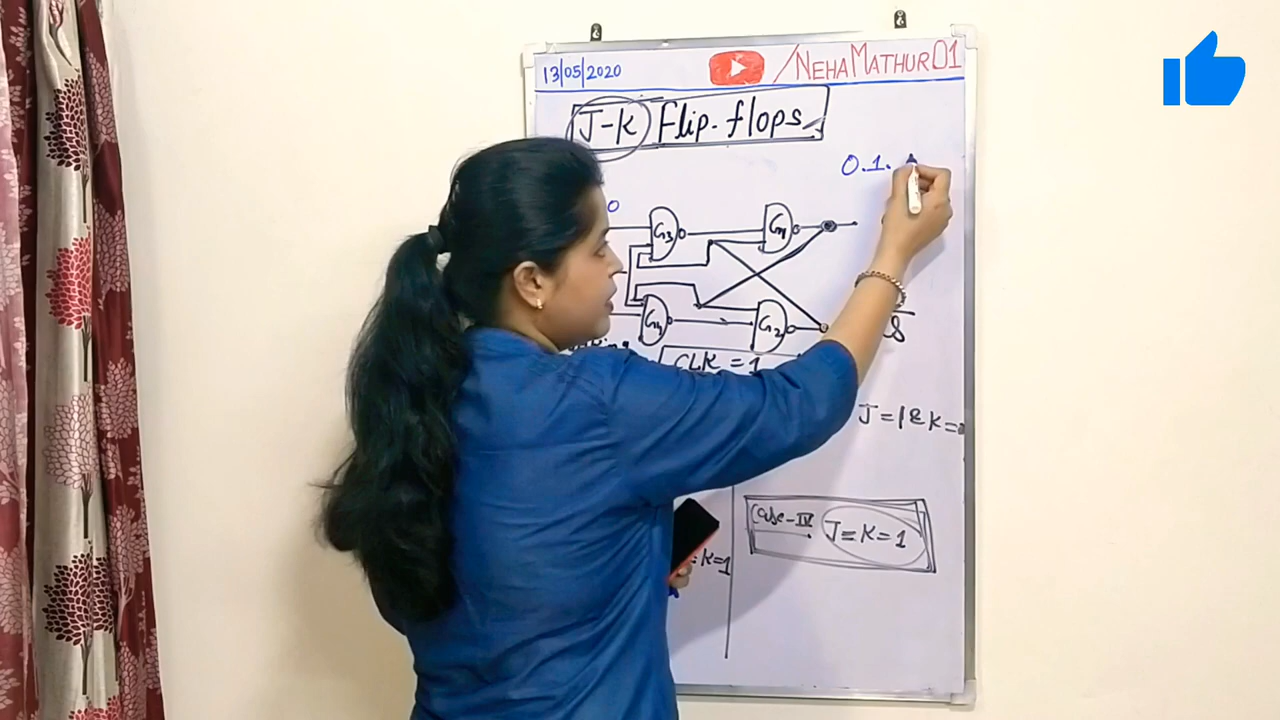 13/05/2020
/NEHAMATHUR01
J-K Flip-flops
0.1.
0
G3
G1
G4
G2
CLK = 1
J=1 & K=
Case-IV J=K=1
=K=1